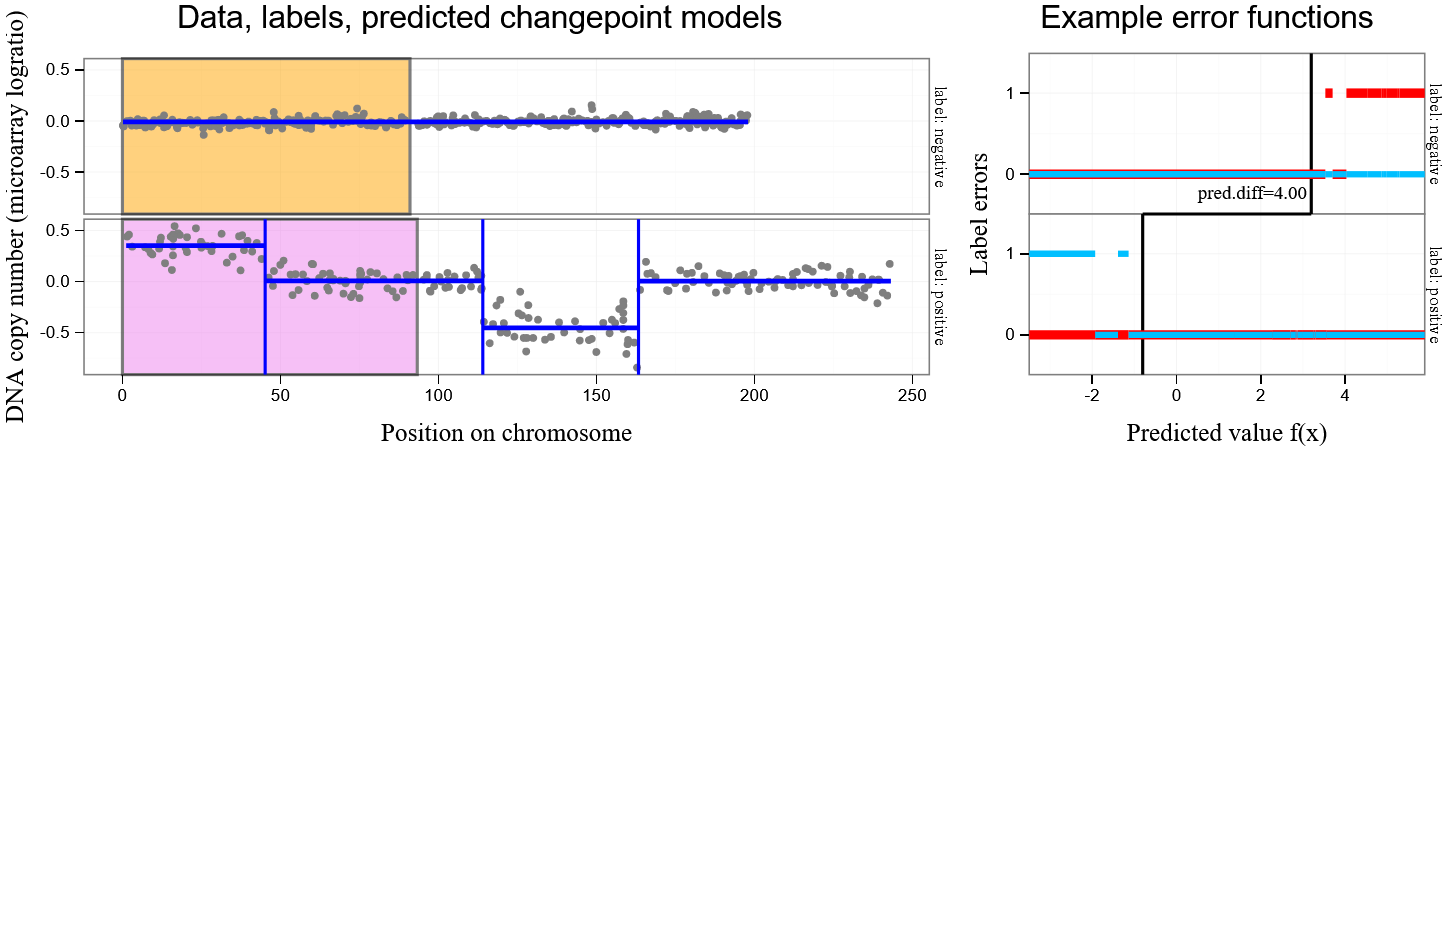 Data, labels, predicted changepoint models
DNA copy number (microarray logratio)
0.5
0.0
-0.5
label: negative
0.5
0.0
-0.5
label: positive
0
50
100
150
200
250
Position on chromosome
Example error functions
Label errors
1
0
pred.diff=4.00
label: negative
1
0
label: positive
-2
0
2
4
Predicted value f(x)